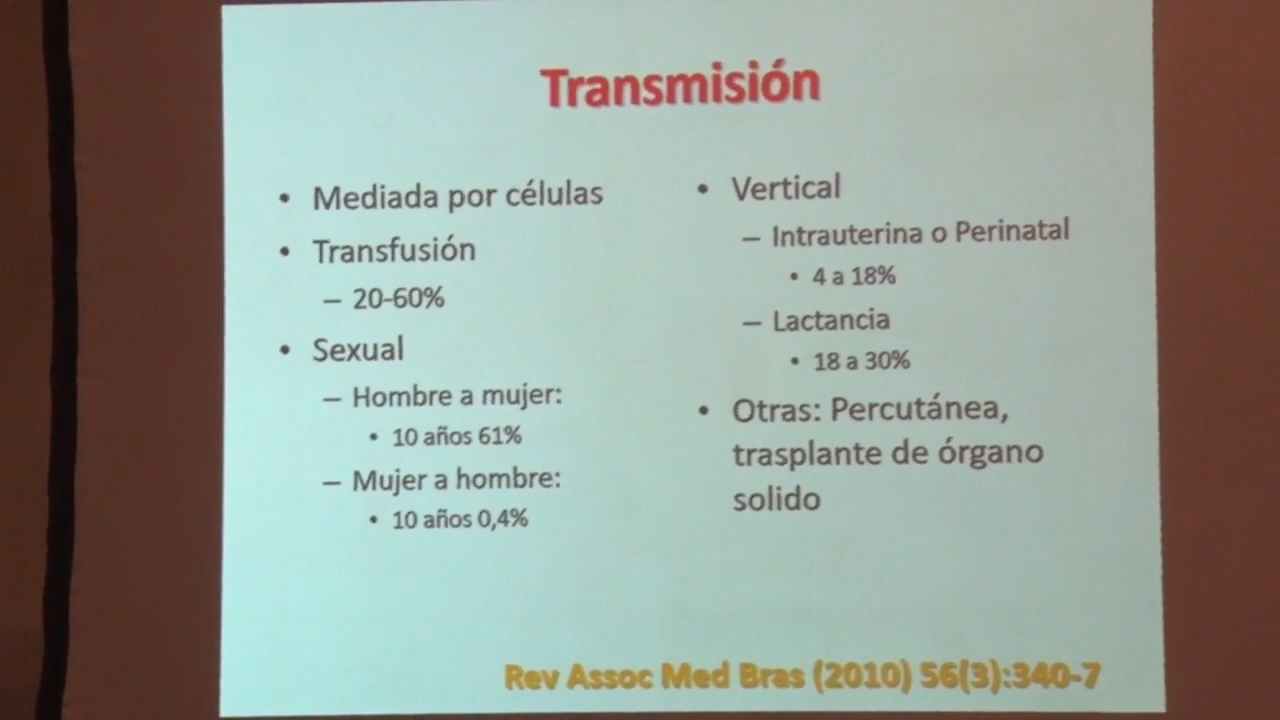 Transmisión
• Mediada por células
• Transfusión
– 20-60%
• Sexual
– Hombre a mujer:
• 10 años 61%
– Mujer a hombre:
• 10 años 0,4%
• Vertical
– Intrauterina o Perinatal
• 4 a 18%
– Lactancia
• 18 a 30%
• Otras: Percutánea,
trasplante de órgano
solido
Rev Assoc Med Bras (2010) 56(3):340-7